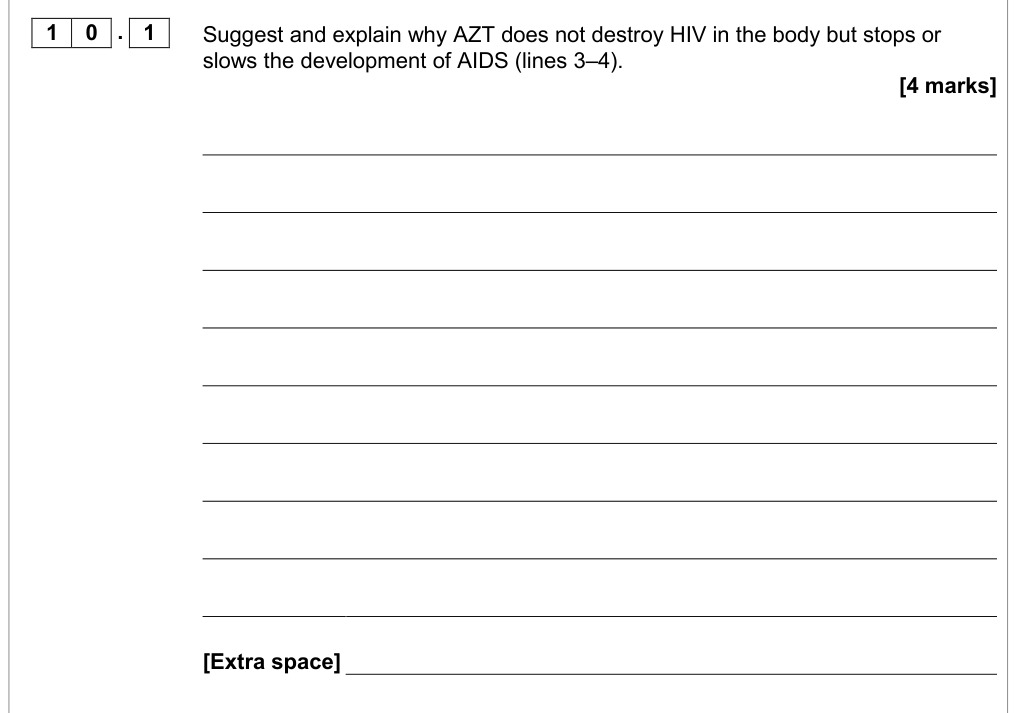 1 0 . 1 Suggest and explain why AZT does not destroy HIV in the body but stops or
slows the development of AIDS (lines 3–4).
[4 marks]
[Extra space]